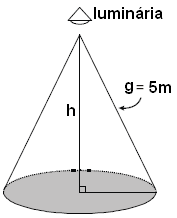 luminária
g = 5m
h